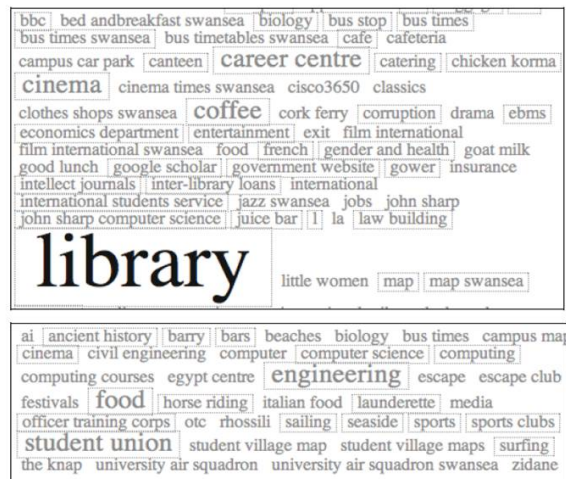 bbc bed andbreakfast swansea biology bus stop bus times
bus times swansea bus timetables swansea cafe cafeteria
campus car park canteen career centre catering chicken korma
cinema cinema times swansea cisco3650 classics
clothes shops swansea coffee cork ferry corruption drama ebms
economics department entertainment exit film international
film international swansea food french gender and health goat milk
good lunch google scholar government website gower insurance
intellect journals inter-library loans international
international students service jazz swansea jobs john sharp
john sharp computer science juice bar l la law building
library little women map map swansea
ai ancient history barry bars beaches biology bus times campus map
cinema civil engineering computer computer science computing
computing courses egypt centre engineering escape escape club
festivals food horse riding italian food launderette media
officer training corps otc rhossili sailing seaside sports sports clubs
student union student village map student village maps surfing
the knap university air squadron university air squadron swansea zidane